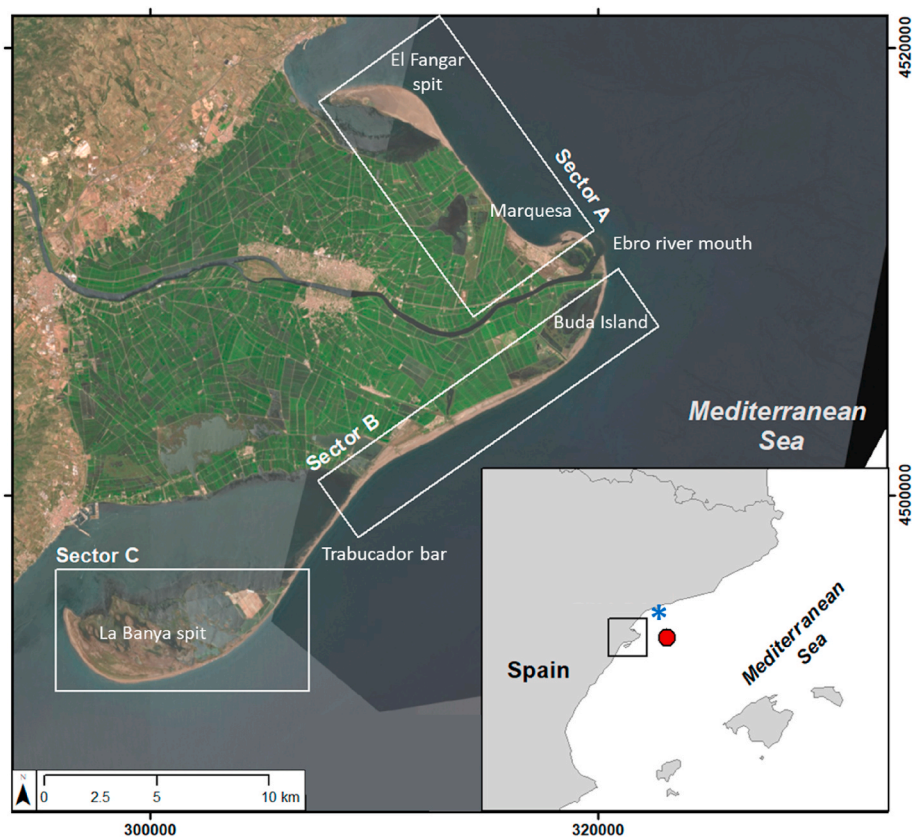 4520000
El Fangar
spit
Sector A
Marquesa
Ebro river mouth
Buda Island
Mediterranean
Sea
Sector B
4500000
Trabucador bar
Sector C
La Banya spit
Mediterranean
Sea
*
Spain
N
0 2.5 5 10 km
300000 320000